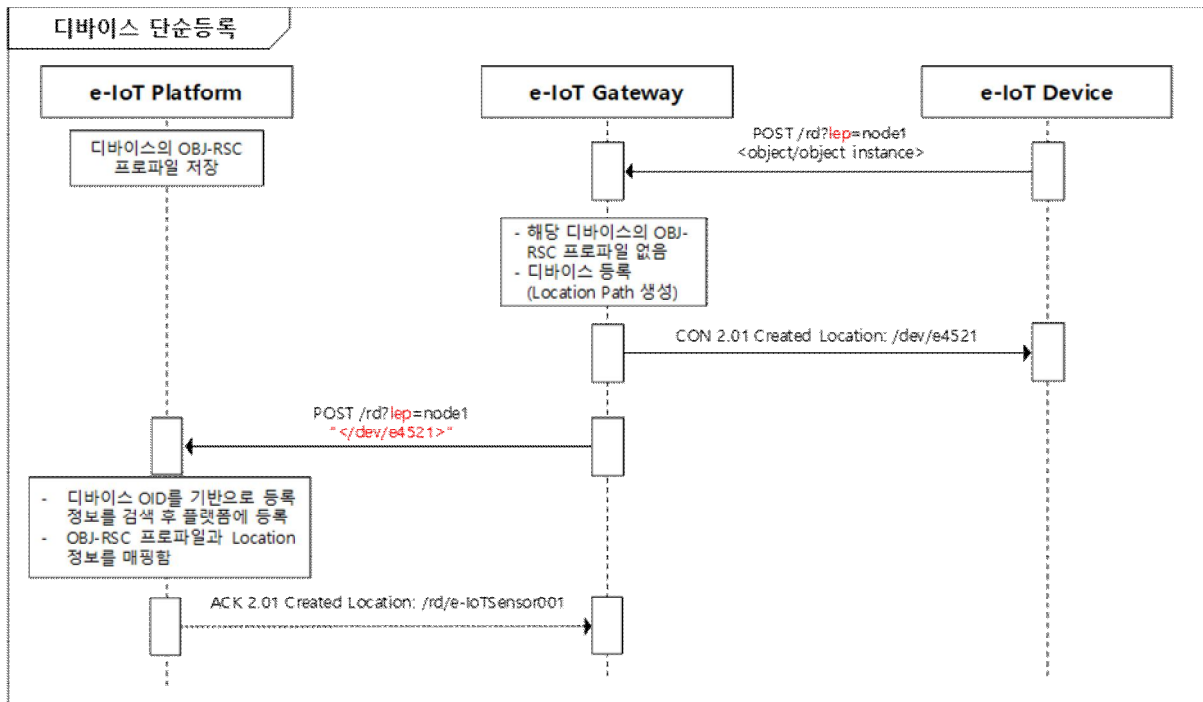 디바이스 단순등록
e-IoT Platform
e-IoT Gateway
e-IoT Device
디바이스의 OBJ-RSC
프로파일 저장
POST /rd?lep=node1
<object/object instance>
- 해당 디바이스의 OBJ-
RSC 프로파일 없음
- 디바이스 등록
(Location Path 생성)
CON 2.01 Created Location: /dev/e4521
POST /rd?lep=node1
"</dev/e4521>"
- 디바이스 OID를 기반으로 등록
정보를 검색 후 플랫폼에 등록
- OBJ-RSC 프로파일과 Location
정보를 매핑함
ACK 2.01 Created Location: /rd/e-IoTSensor001